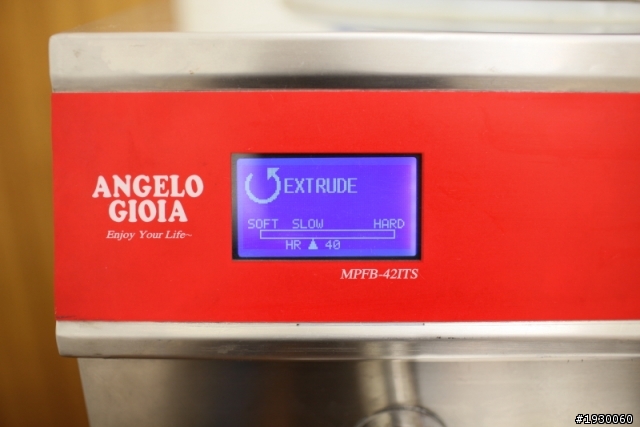 ANGELO
GIOIA
Enjoy Your Life~
EXTRUDE
SOFT SLOW HARD
HR ▲ 40
MPFB-42ITS
#1930060